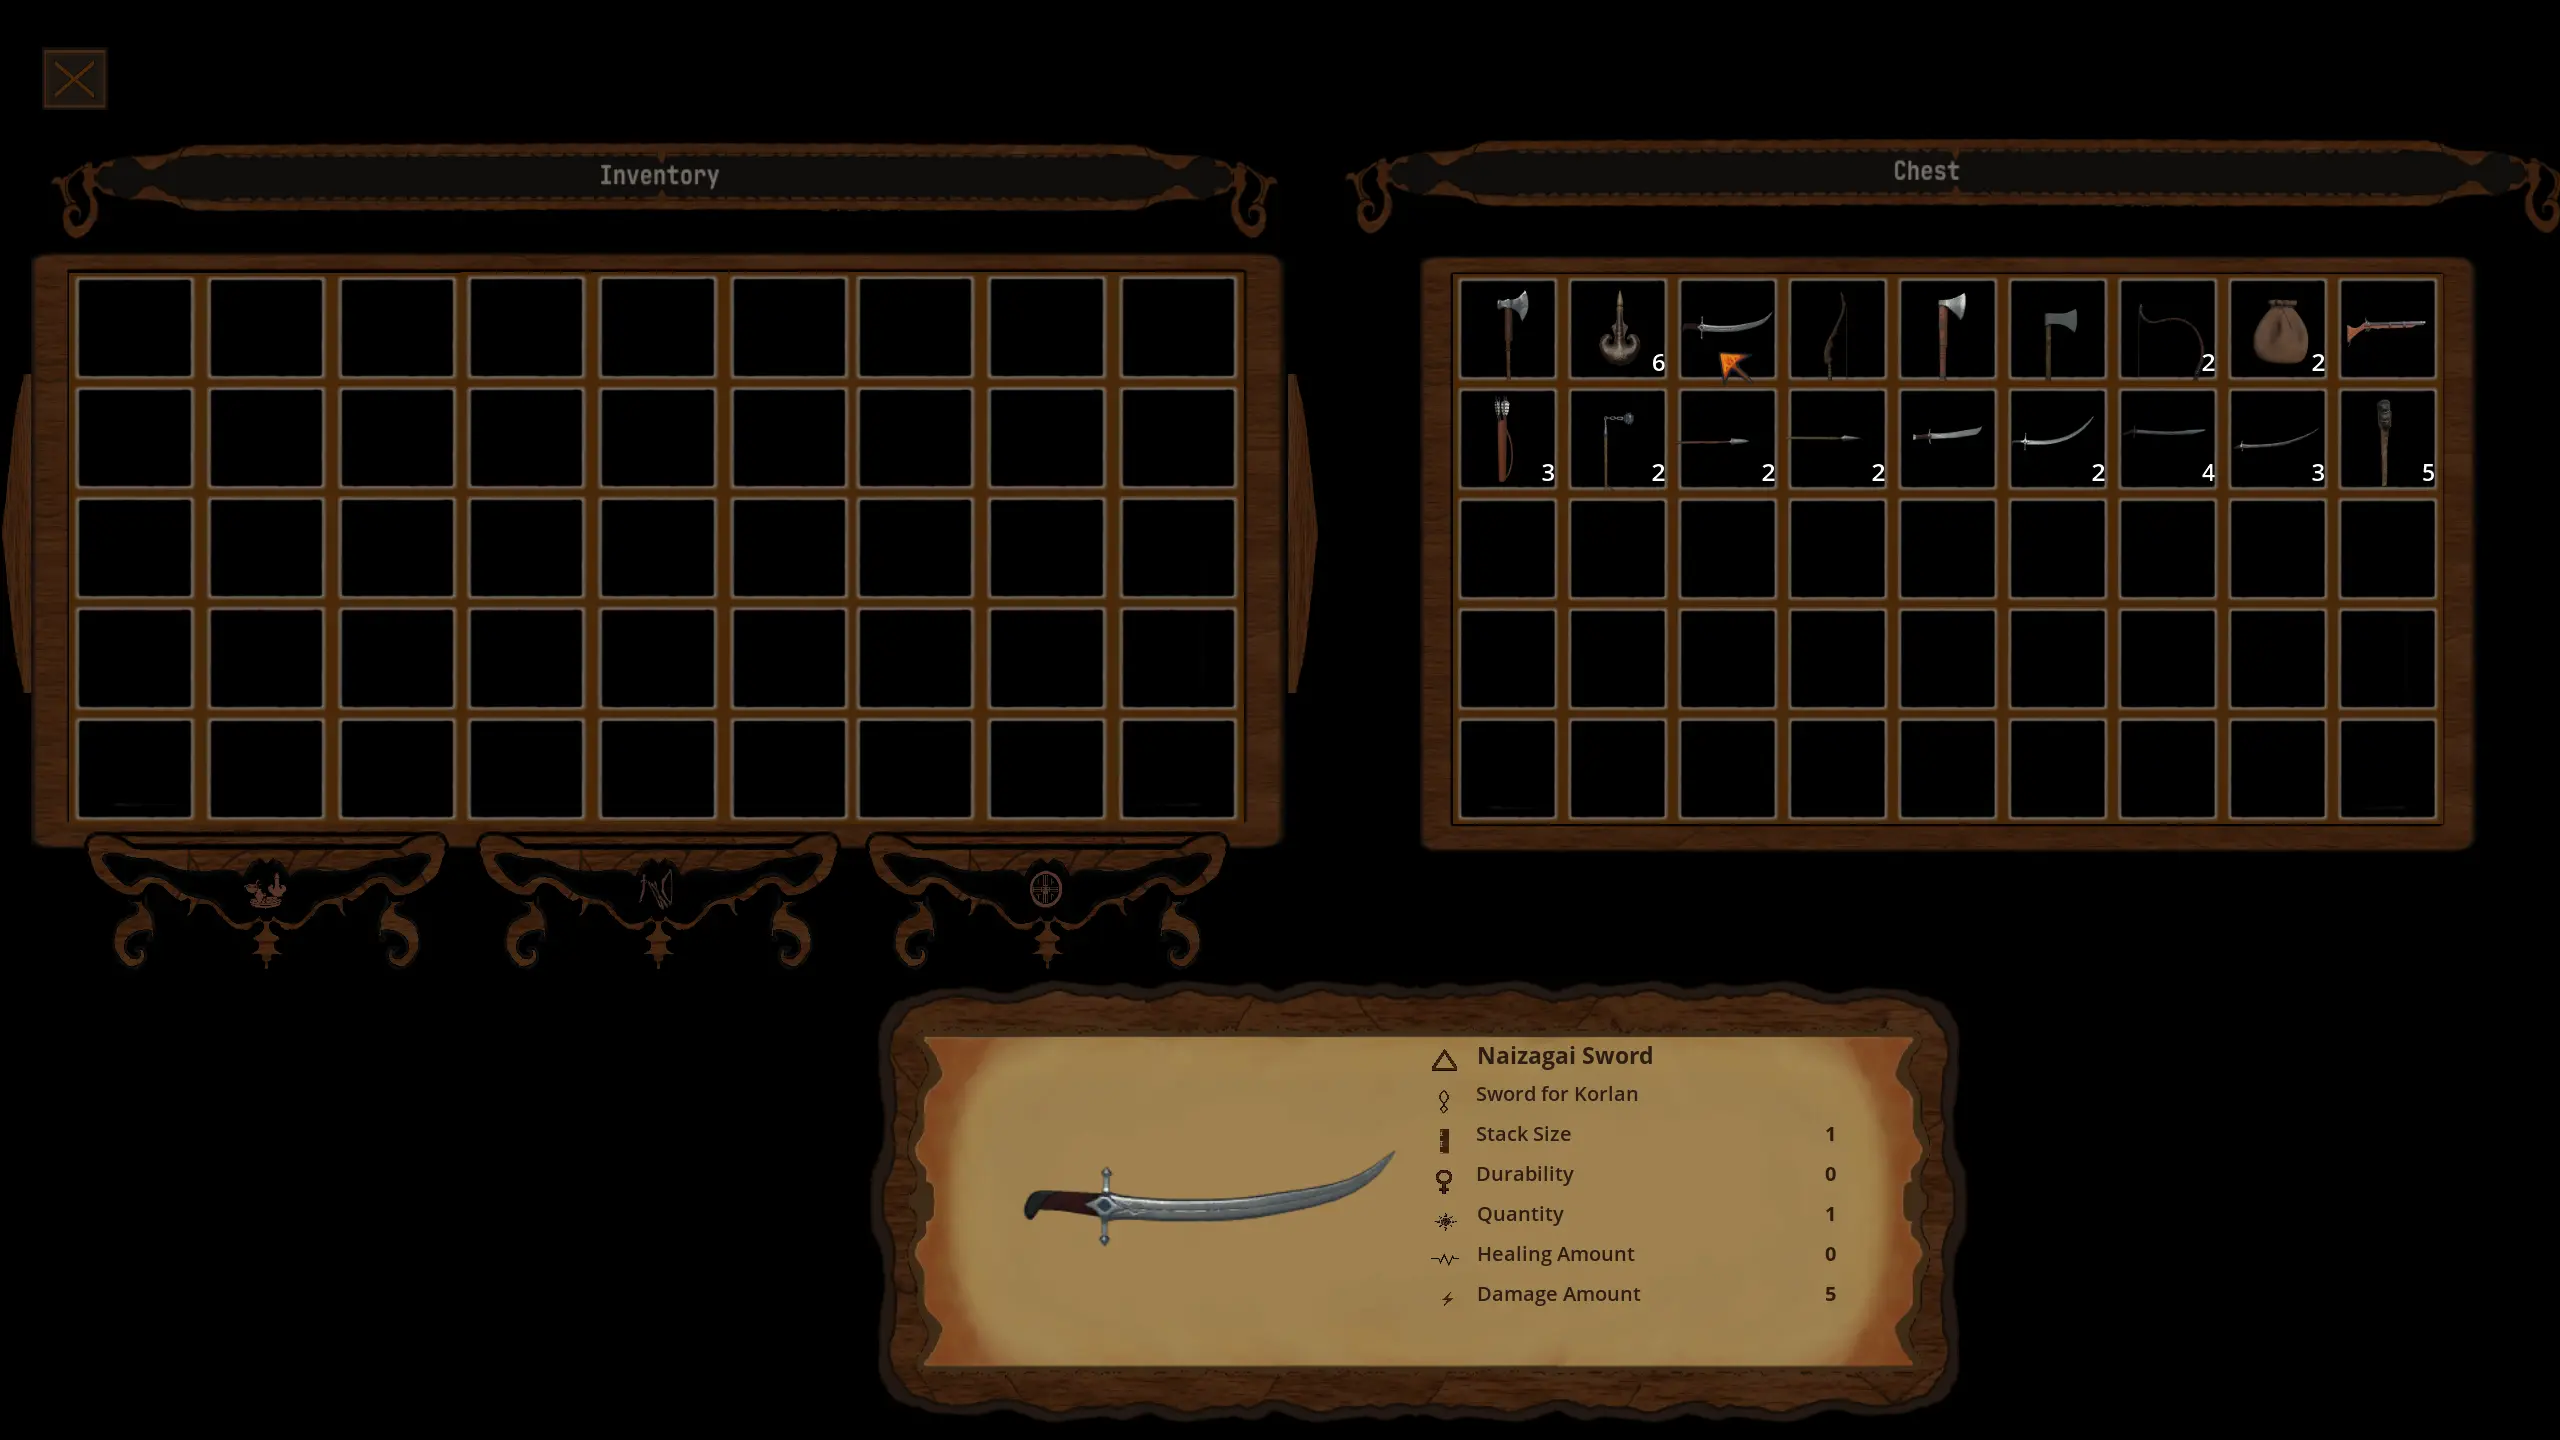 Inventory
Chest
6
2
2
3
2
2
2
2
4
3
5
Naizagai Sword
Sword for Korlan
Stack Size 1
Durability 0
Quantity 1
Healing Amount 0
Damage Amount 5